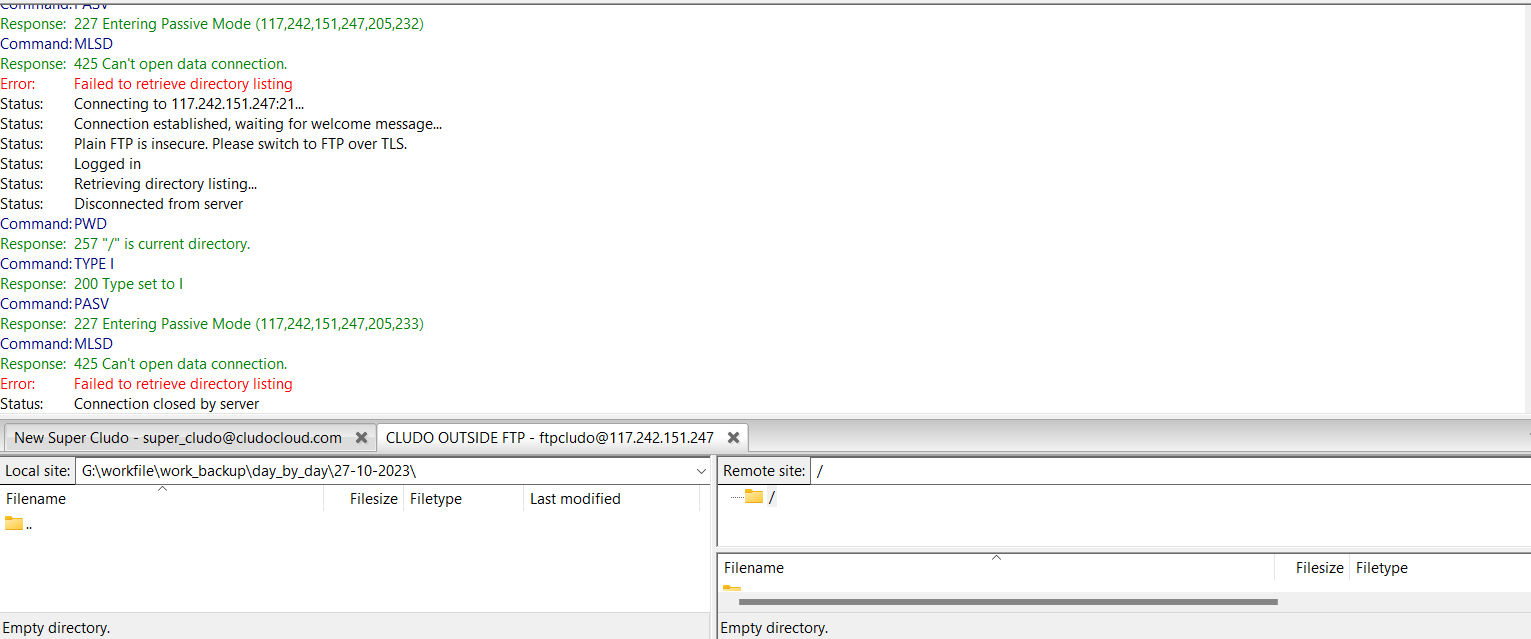 Command: PASV
Response: 227 Entering Passive Mode (117,242,151,247,205,232)
Command: MLSD
Response: 425 Can't open data connection.
Error: Failed to retrieve directory listing
Status: Connecting to 117.242.151.247:21...
Status: Connection established, waiting for welcome message...
Status: Plain FTP is insecure. Please switch to FTP over TLS.
Status: Logged in
Status: Retrieving directory listing...
Status: Disconnected from server
Command: PWD
Response: 257 "/" is current directory.
Command: TYPE I
Response: 200 Type set to I
Command: PASV
Response: 227 Entering Passive Mode (117,242,151,247,205,233)
Command: MLSD
Response: 425 Can't open data connection.
Error: Failed to retrieve directory listing
Status: Connection closed by server
New Super Cludo - super_cludo@cludocloud.com CLUDO OUTSIDE FTP - ftpcludo@117.242.151.247
Local site: G:\workfile\work_backup\day_by_day\27-10-2023\
Filename Filesize Filetype Last modified
..
Empty directory.
Remote site: /
/
Filename Filesize Filetype
Empty directory.